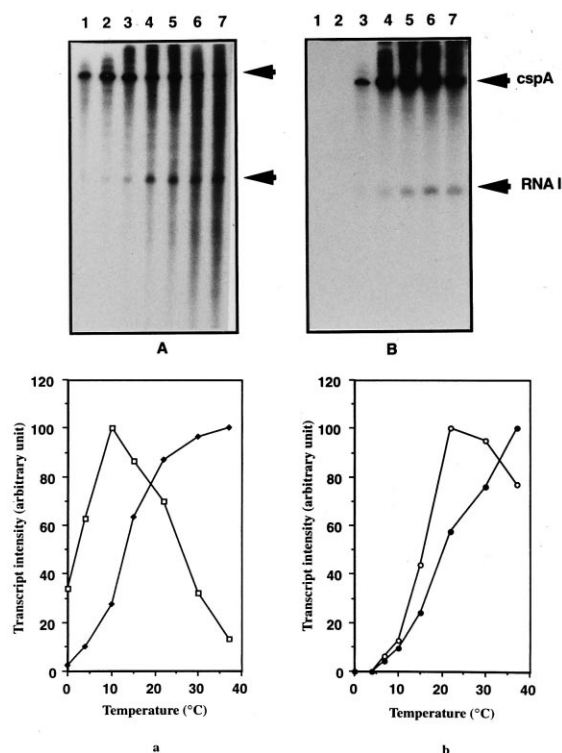 1 2 3 4 5 6 7
1 2 3 4 5 6 7
cspA
RNA I
A
B
120
100
80
60
40
20
0
Transcript intensity (arbitrary unit)
0 10 20 30 40
Temperature (°C)
a
120
100
80
60
40
20
0
Transcript intensity (arbitrary unit)
0 10 20 30 40
Temperature (°C)
b